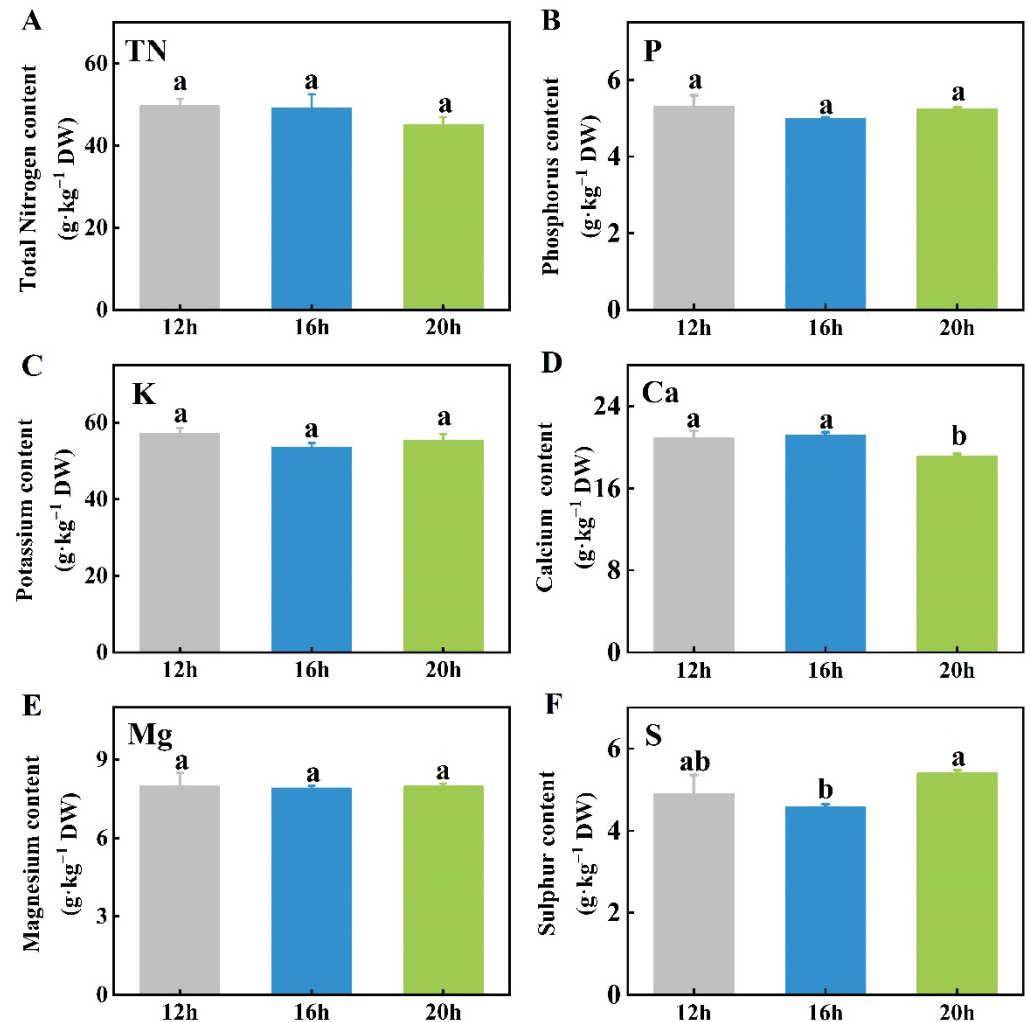 A
TN
Total Nitrogen content
(g·kg⁻¹ DW)
60
40
20
0
a
a
a
12h
16h
20h
B
P
Phosphorus content
(g·kg⁻¹ DW)
6
4
2
0
a
a
a
12h
16h
20h
C
K
Potassium content
(g·kg⁻¹ DW)
60
40
20
0
a
a
a
12h
16h
20h
D
Ca
Calcium content
(g·kg⁻¹ DW)
24
16
8
0
a
a
b
12h
16h
20h
E
Mg
Magnesium content
(g·kg⁻¹ DW)
9
6
3
0
a
a
a
12h
16h
20h
F
S
Sulphur content
(g·kg⁻¹ DW)
6
4
2
0
ab
b
a
12h
16h
20h